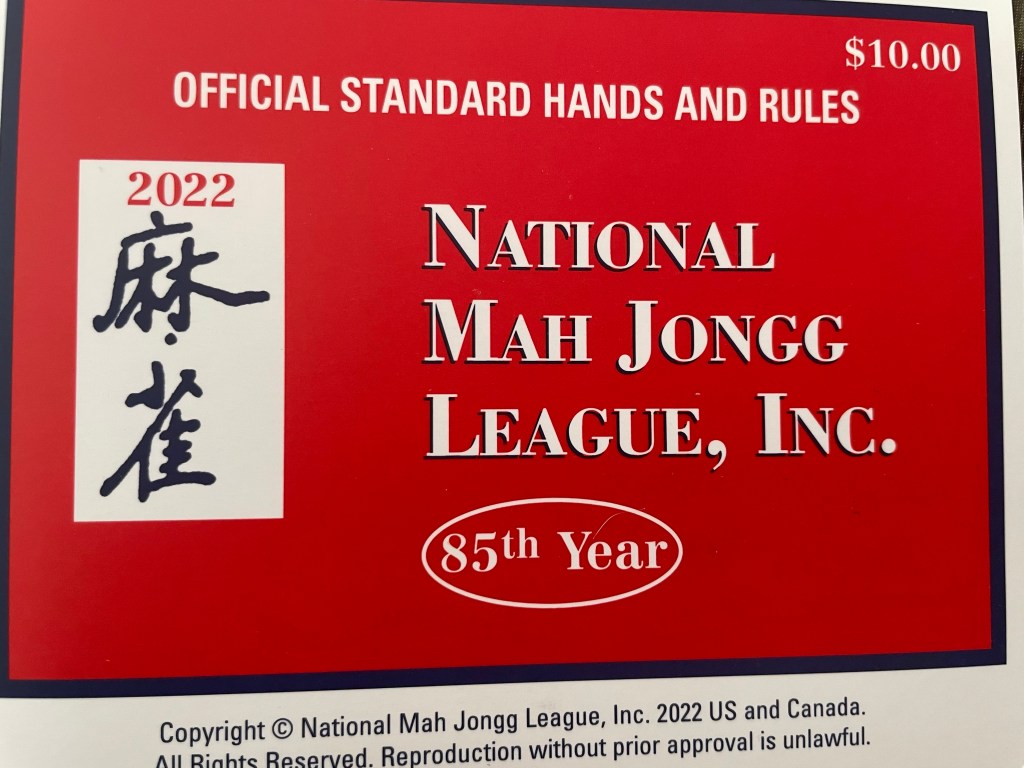 $10.00
OFFICIAL STANDARD HANDS AND RULES
2022
麻
雀
NATIONAL
MAH JONGG
LEAGUE, INC.
85th Year
Copyright © National Mah Jongg League, Inc. 2022 US and Canada.
All Rights Reserved. Reproduction without prior approval is unlawful.